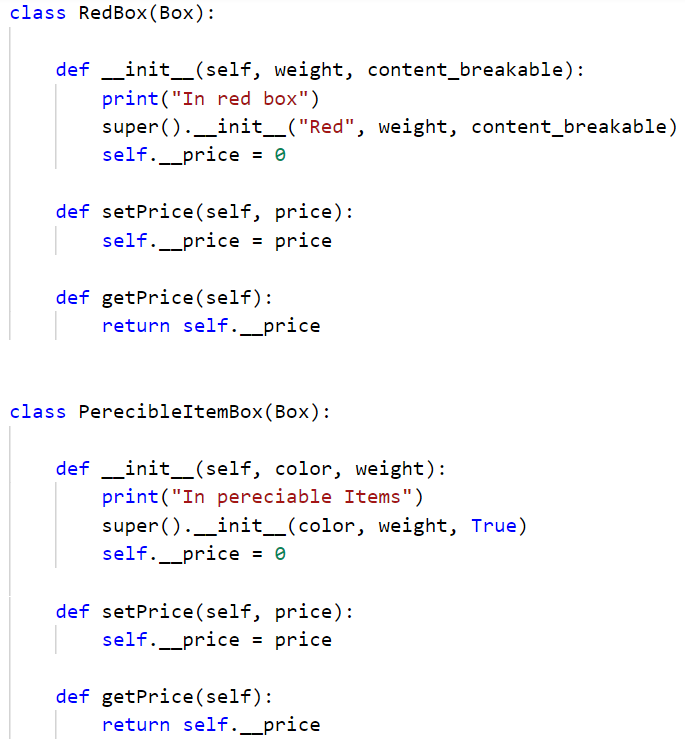 class RedBox(Box):
def __init__(self, weight, content_breakable):
print("In red box")
super().__init__("Red", weight, content_breakable)
self.__price = 0
def setPrice(self, price):
self.__price = price
def getPrice(self):
return self.__price
class PerecibleItemBox(Box):
def __init__(self, color, weight):
print("In pereciable Items")
super().__init__(color, weight, True)
self.__price = 0
def setPrice(self, price):
self.__price = price
def getPrice(self):
return self.__price